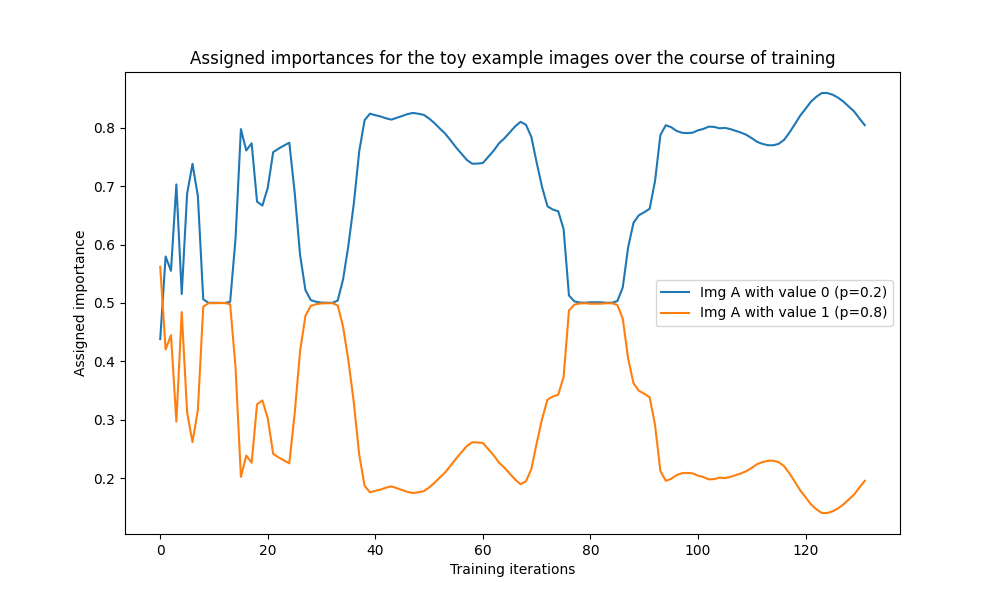 Assigned importances for the toy example images over the course of training
Assigned importance
0.8
0.7
0.6
0.5
0.4
0.3
0.2
Img A with value 0 (p=0.2)
Img A with value 1 (p=0.8)
0 20 40 60 80 100 120
Training iterations